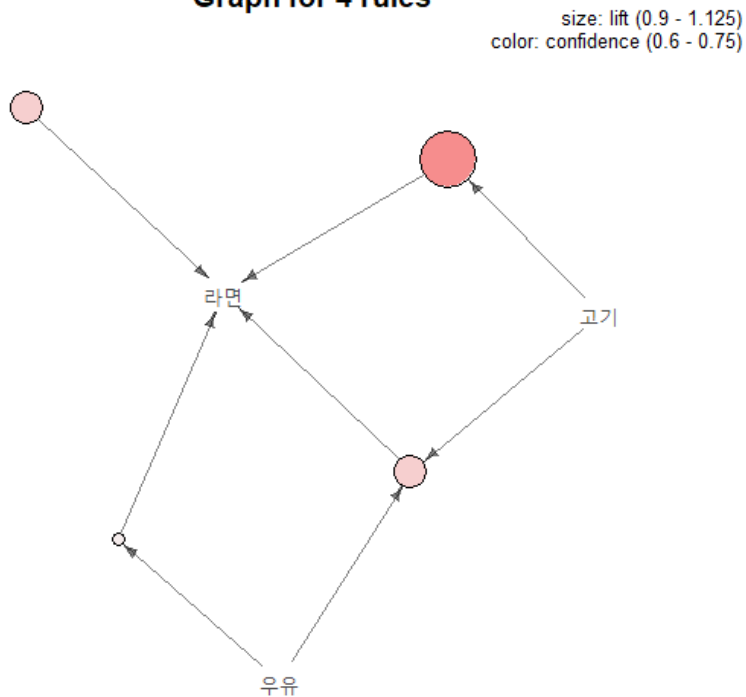 Graph for 4 rules
size: lift (0.9 - 1.125)
color: confidence (0.6 - 0.75)
라면
고기
우유